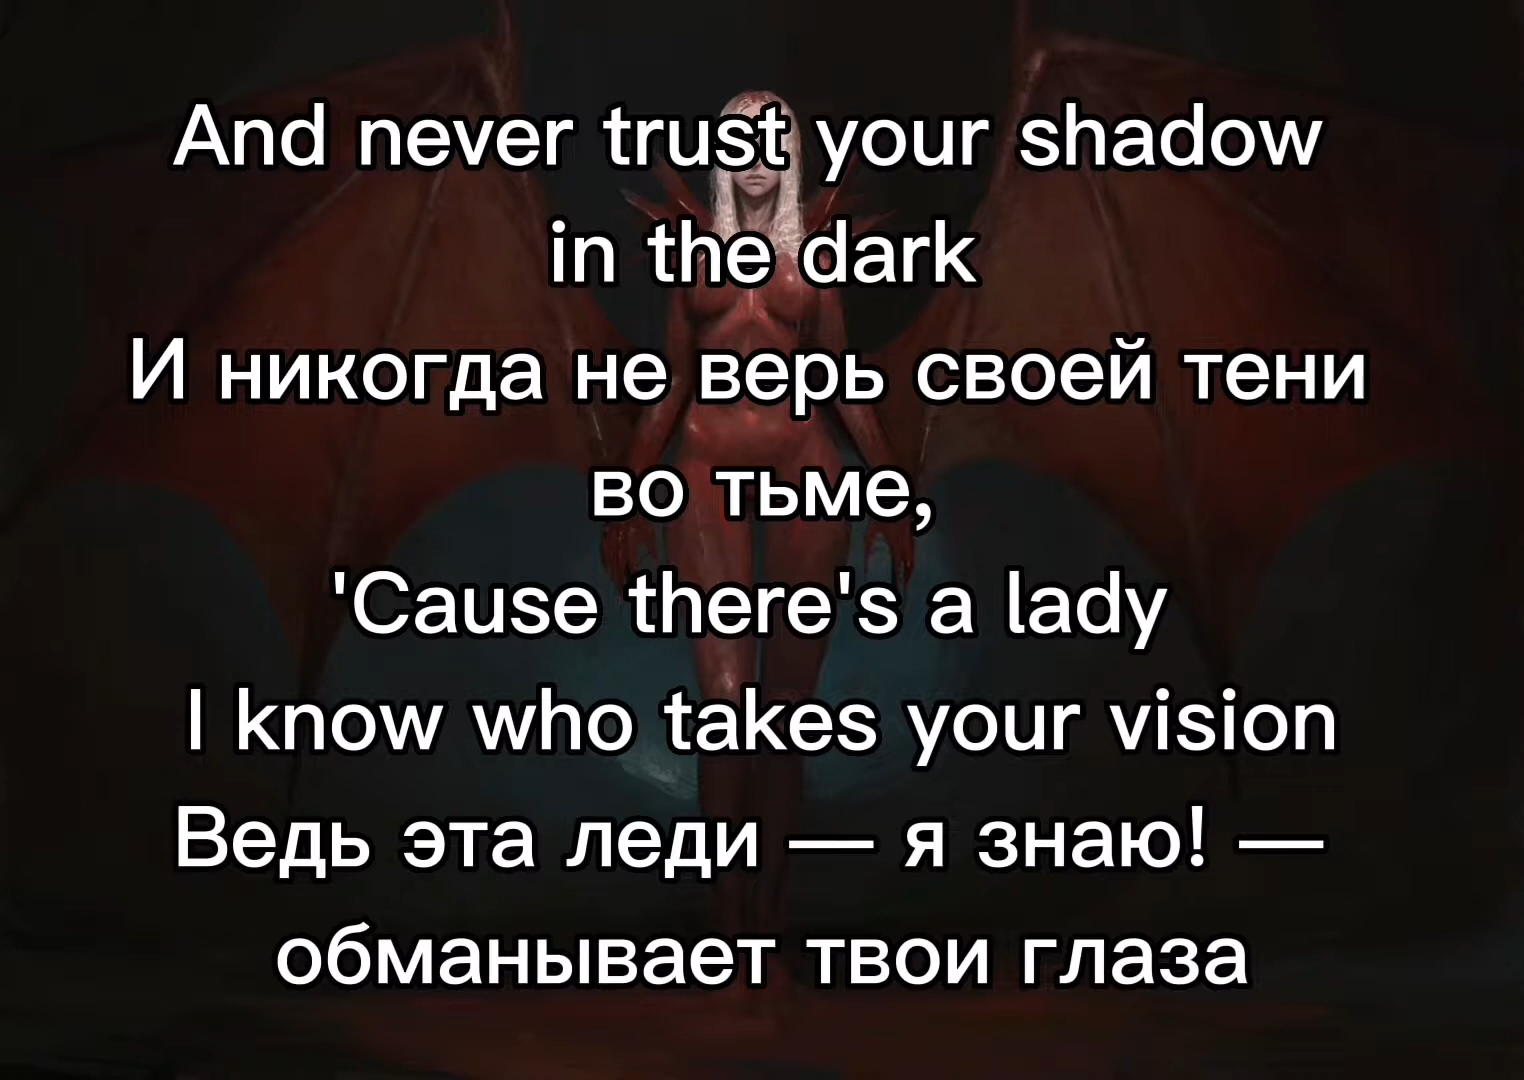 And never trust your shadow
in the dark
И никогда не верь своей тени
во тьме,
'Cause there's a lady
I know who takes your vision
Ведь эта леди — я знаю! —
обманывает твои глаза